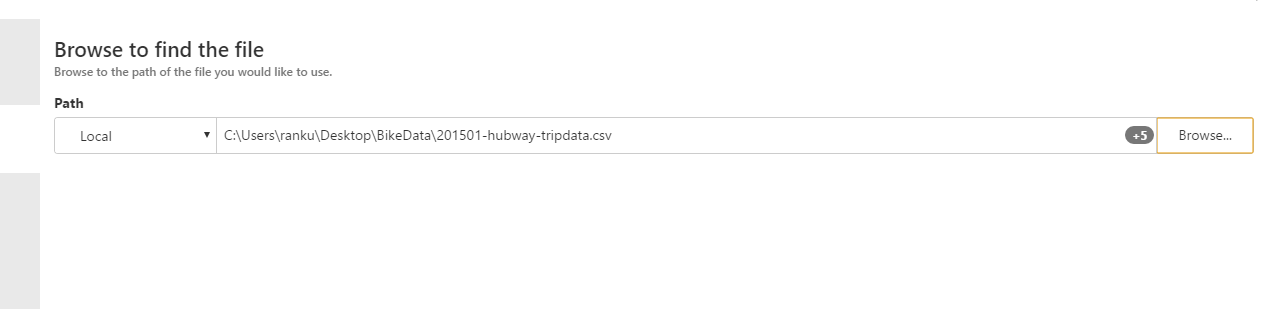 Browse to find the file
Browse to the path of the file you would like to use.
Path
Local C:\Users\ranku\Desktop\BikeData\201501-hubway-tripdata.csv +5 Browse...